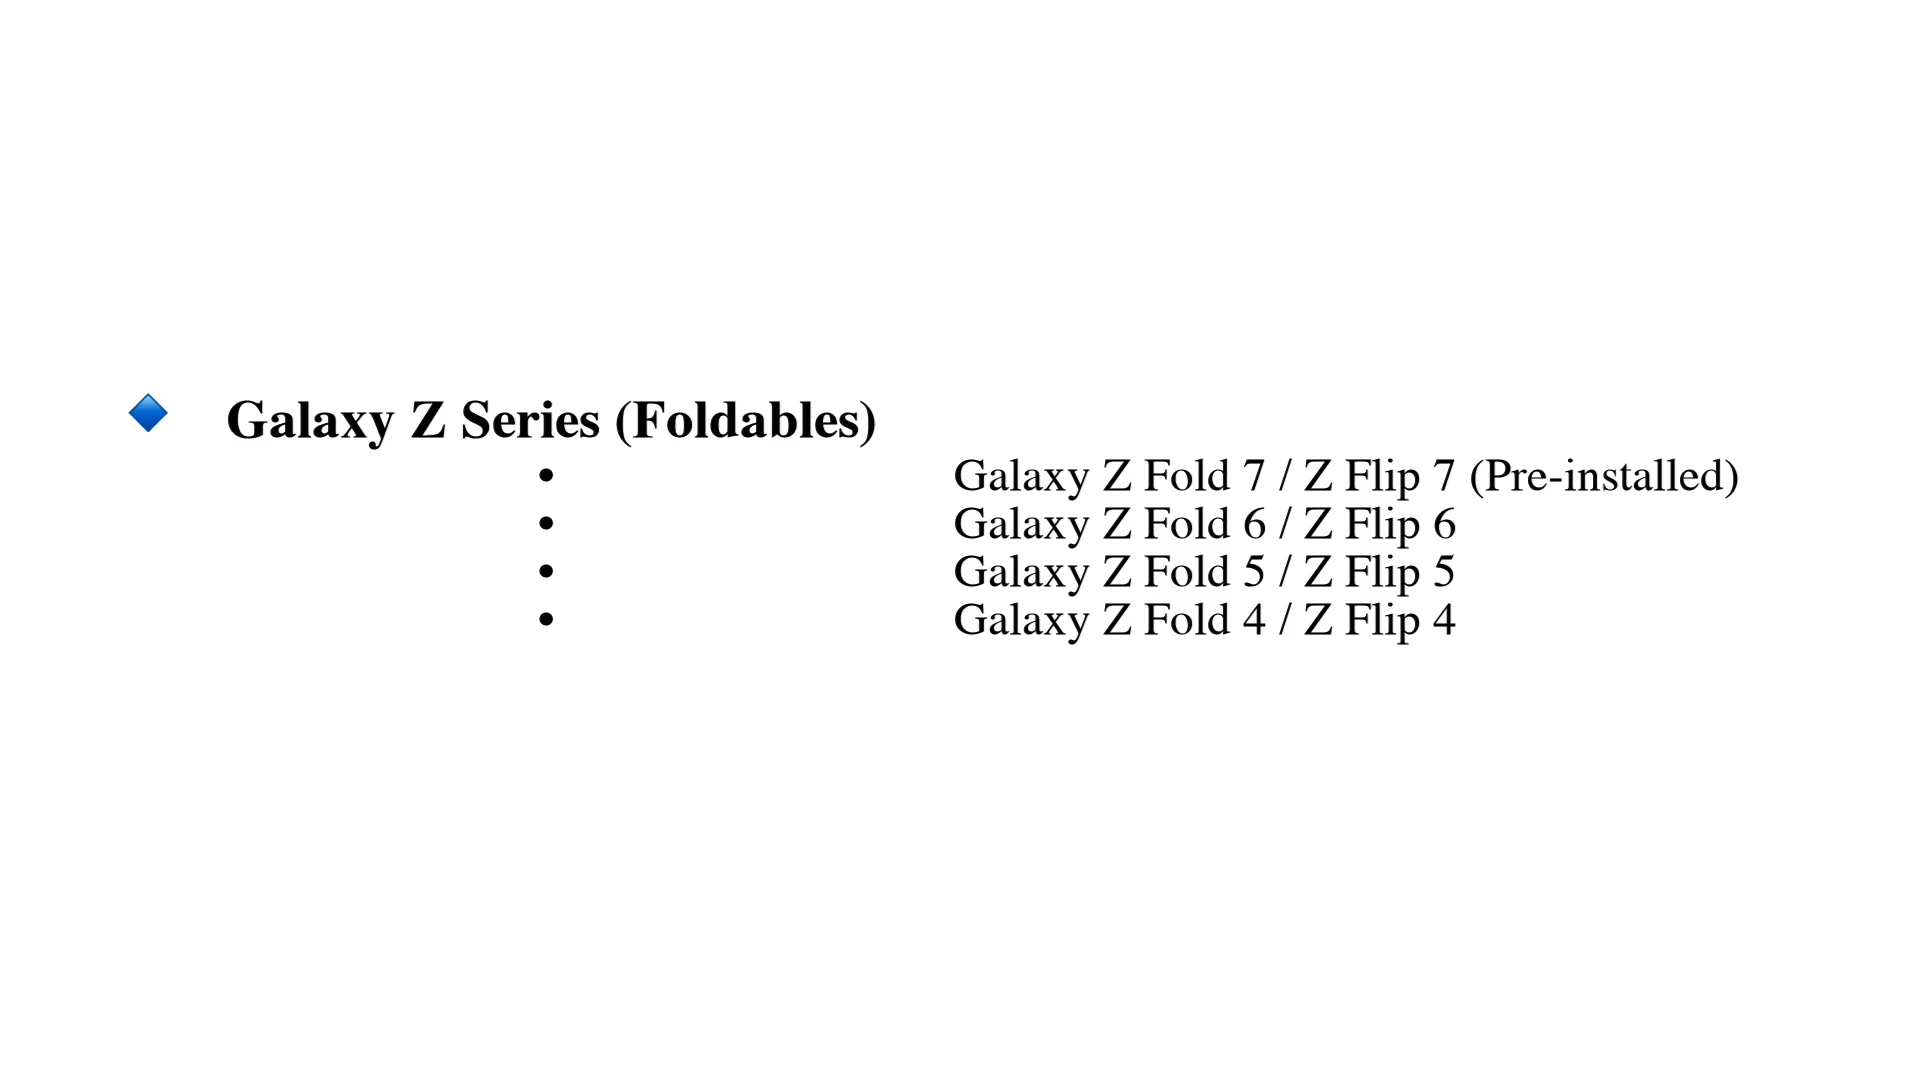 🔷 Galaxy Z Series (Foldables)
• Galaxy Z Fold 7 / Z Flip 7 (Pre-installed)
• Galaxy Z Fold 6 / Z Flip 6
• Galaxy Z Fold 5 / Z Flip 5
• Galaxy Z Fold 4 / Z Flip 4